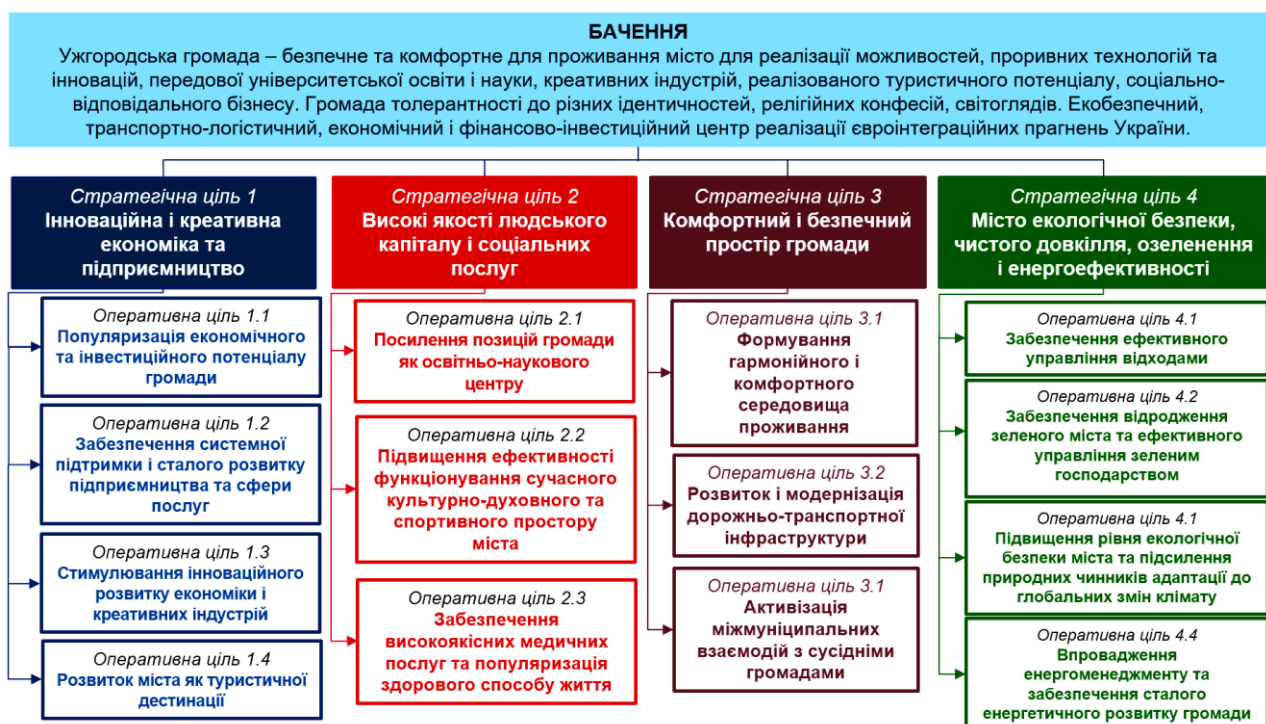 БАЧЕННЯ
Ужгородська громада – безпечне та комфортне для проживання місто для реалізації можливостей, проривних технологій та
інновацій, передової університетської освіти і науки, креативних індустрій, реалізованого туристичного потенціалу, соціально-
відповідального бізнесу. Громада толерантності до різних ідентичностей, релігійних конфесій, світоглядів. Екобезпечний,
транспортно-логістичний, економічний і фінансово-інвестиційний центр реалізації євроінтеграційних прагнень України.
Стратегічна ціль 1
Інноваційна і креативна
економіка та
підприємництво
Оперативна ціль 1.1
Популяризація економічного
та інвестиційного потенціалу
громади
Оперативна ціль 1.2
Забезпечення системної
підтримки і сталого розвитку
підприємництва та сфери
послуг
Оперативна ціль 1.3
Стимулювання інноваційного
розвитку економіки і
креативних індустрій
Оперативна ціль 1.4
Розвиток міста як туристичної
дестинації
Стратегічна ціль 2
Високі якості людського
капіталу і соціальних
послуг
Оперативна ціль 2.1
Посилення позицій громади
як освітньо-наукового
центру
Оперативна ціль 2.2
Підвищення ефективності
функціонування сучасного
культурно-духовного та
спортивного простору
міста
Оперативна ціль 2.3
Забезпечення
високоякісних медичних
послуг та популяризація
здорового способу життя
Стратегічна ціль 3
Комфортний і безпечний
простір громади
Оперативна ціль 3.1
Формування
гармонійного і
комфортного
середовища
проживання
Оперативна ціль 3.2
Розвиток і модернізація
дорожньо-транспортної
інфраструктури
Оперативна ціль 3.1
Активізація
міжмуніципальних
взаємодій з сусідніми
громадами
Стратегічна ціль 4
Місто екологічної безпеки,
чистого довкілля, озеленення
і енергоефективності
Оперативна ціль 4.1
Забезпечення ефективного
управління відходами
Оперативна ціль 4.2
Забезпечення відродження
зеленого міста та ефективного
управління зеленим
господарством
Оперативна ціль 4.1
Підвищення рівня екологічної
безпеки міста та підсилення
природних чинників адаптації до
глобальних змін клімату
Оперативна ціль 4.4
Впровадження
енергоменеджменту та
забезпечення сталого
енергетичного розвитку громади